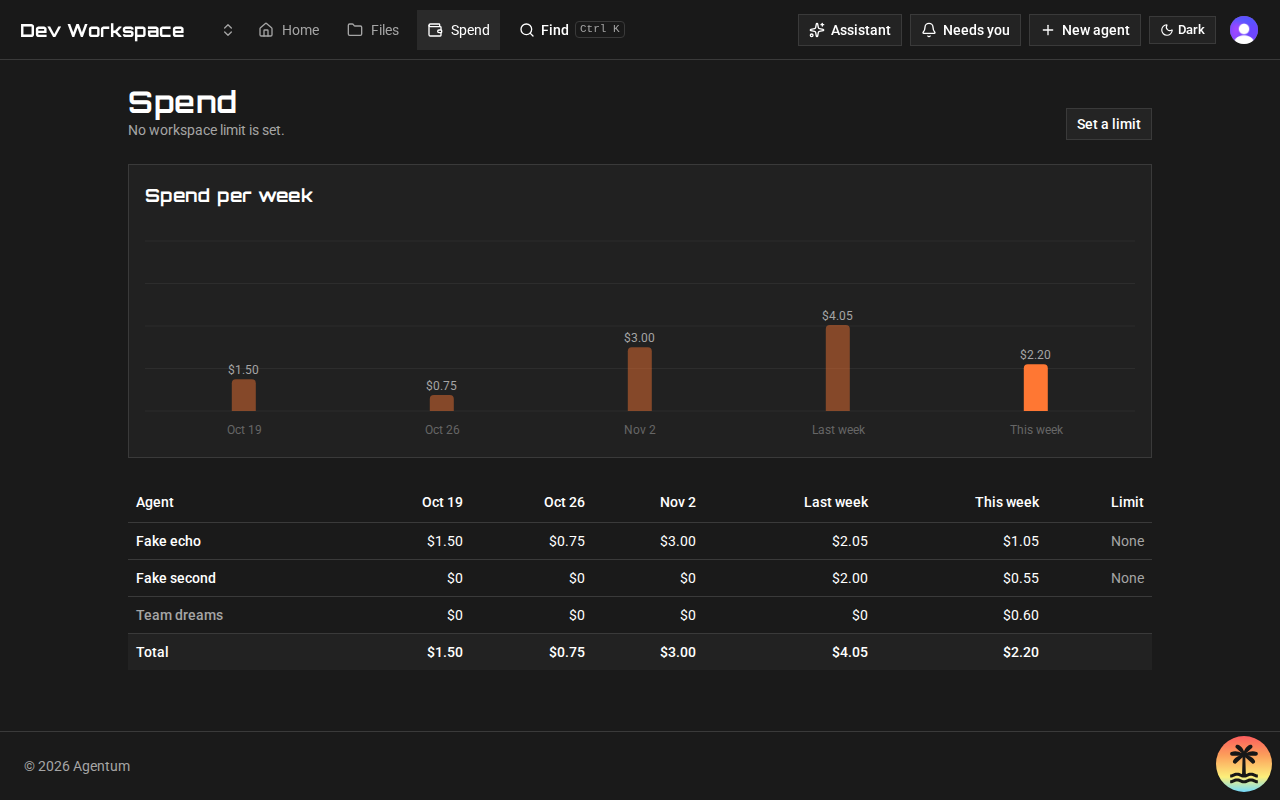 Dev Workspace Home Files Spend Find Ctrl K Assistant Needs you New agent Dark
Spend
No workspace limit is set.
Set a limit
Spend per week
$1.50 $0.75 $3.00 $4.05 $2.20
Oct 19 Oct 26 Nov 2 Last week This week
Agent Oct 19 Oct 26 Nov 2 Last week This week Limit
Fake echo $1.50 $0.75 $3.00 $2.05 $1.05 None
Fake second $0 $0 $0 $2.00 $0.55 None
Team dreams $0 $0 $0 $0 $0.60
Total $1.50 $0.75 $3.00 $4.05 $2.20
© 2026 Agentum